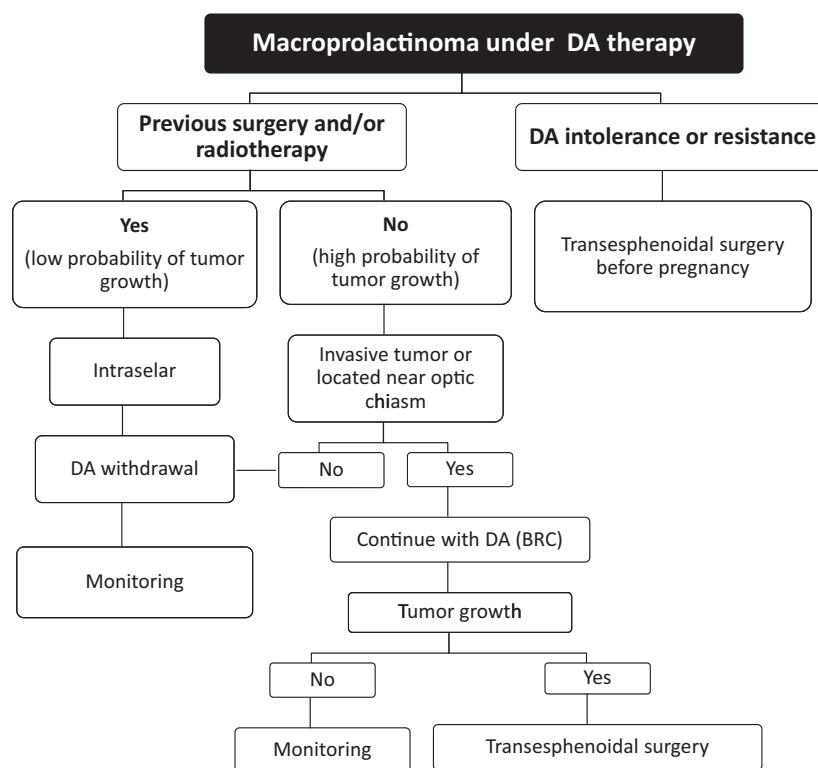 Macroprolactinoma under DA therapy
Previous surgery and/or
radiotherapy
DA intolerance or resistance
Yes
(low probability of tumor
growth)
No
(high probability of
tumor growth)
Transesphenoidal surgery
before pregnancy
Intraselar
Invasive tumor or
located near optic
chiasm
DA withdrawal
No
Yes
Continue with DA (BRC)
Monitoring
Tumor growth
No
Yes
Monitoring
Transesphenoidal surgery